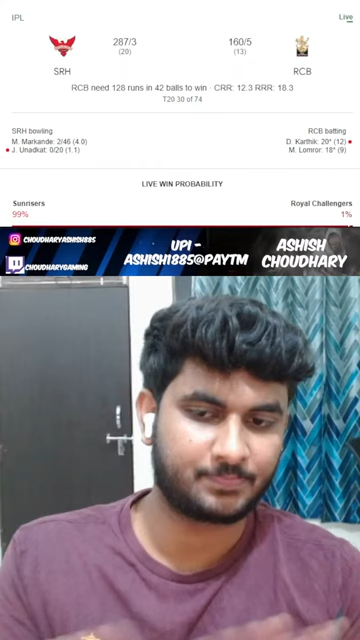 IPL
Live
287/3
(20)
160/5
(13)
SRH
RCB
RCB need 128 runs in 42 balls to win · CRR: 12.3 RRR: 18.3
T20 30 of 74
SRH bowling
RCB batting
M. Markande: 2/46 (4.0)
D. Karthik: 20* (12)
J. Unadkat: 0/20 (1.1)
M. Lomror: 18* (9)
LIVE WIN PROBABILITY
Sunrisers
Royal Challengers
99%
1%
CHOUDHARYASHISH885
CHOUDHARYGAMING
UPI -
ASHISH1885@PAYTM
ASHISH
CHOUDHARY